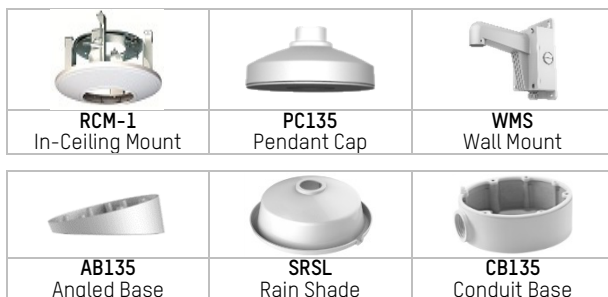 RCM-1
In-Ceiling Mount
PC135
Pendant Cap
WMS
Wall Mount
AB135
Angled Base
SRSL
Rain Shade
CB135
Conduit Base